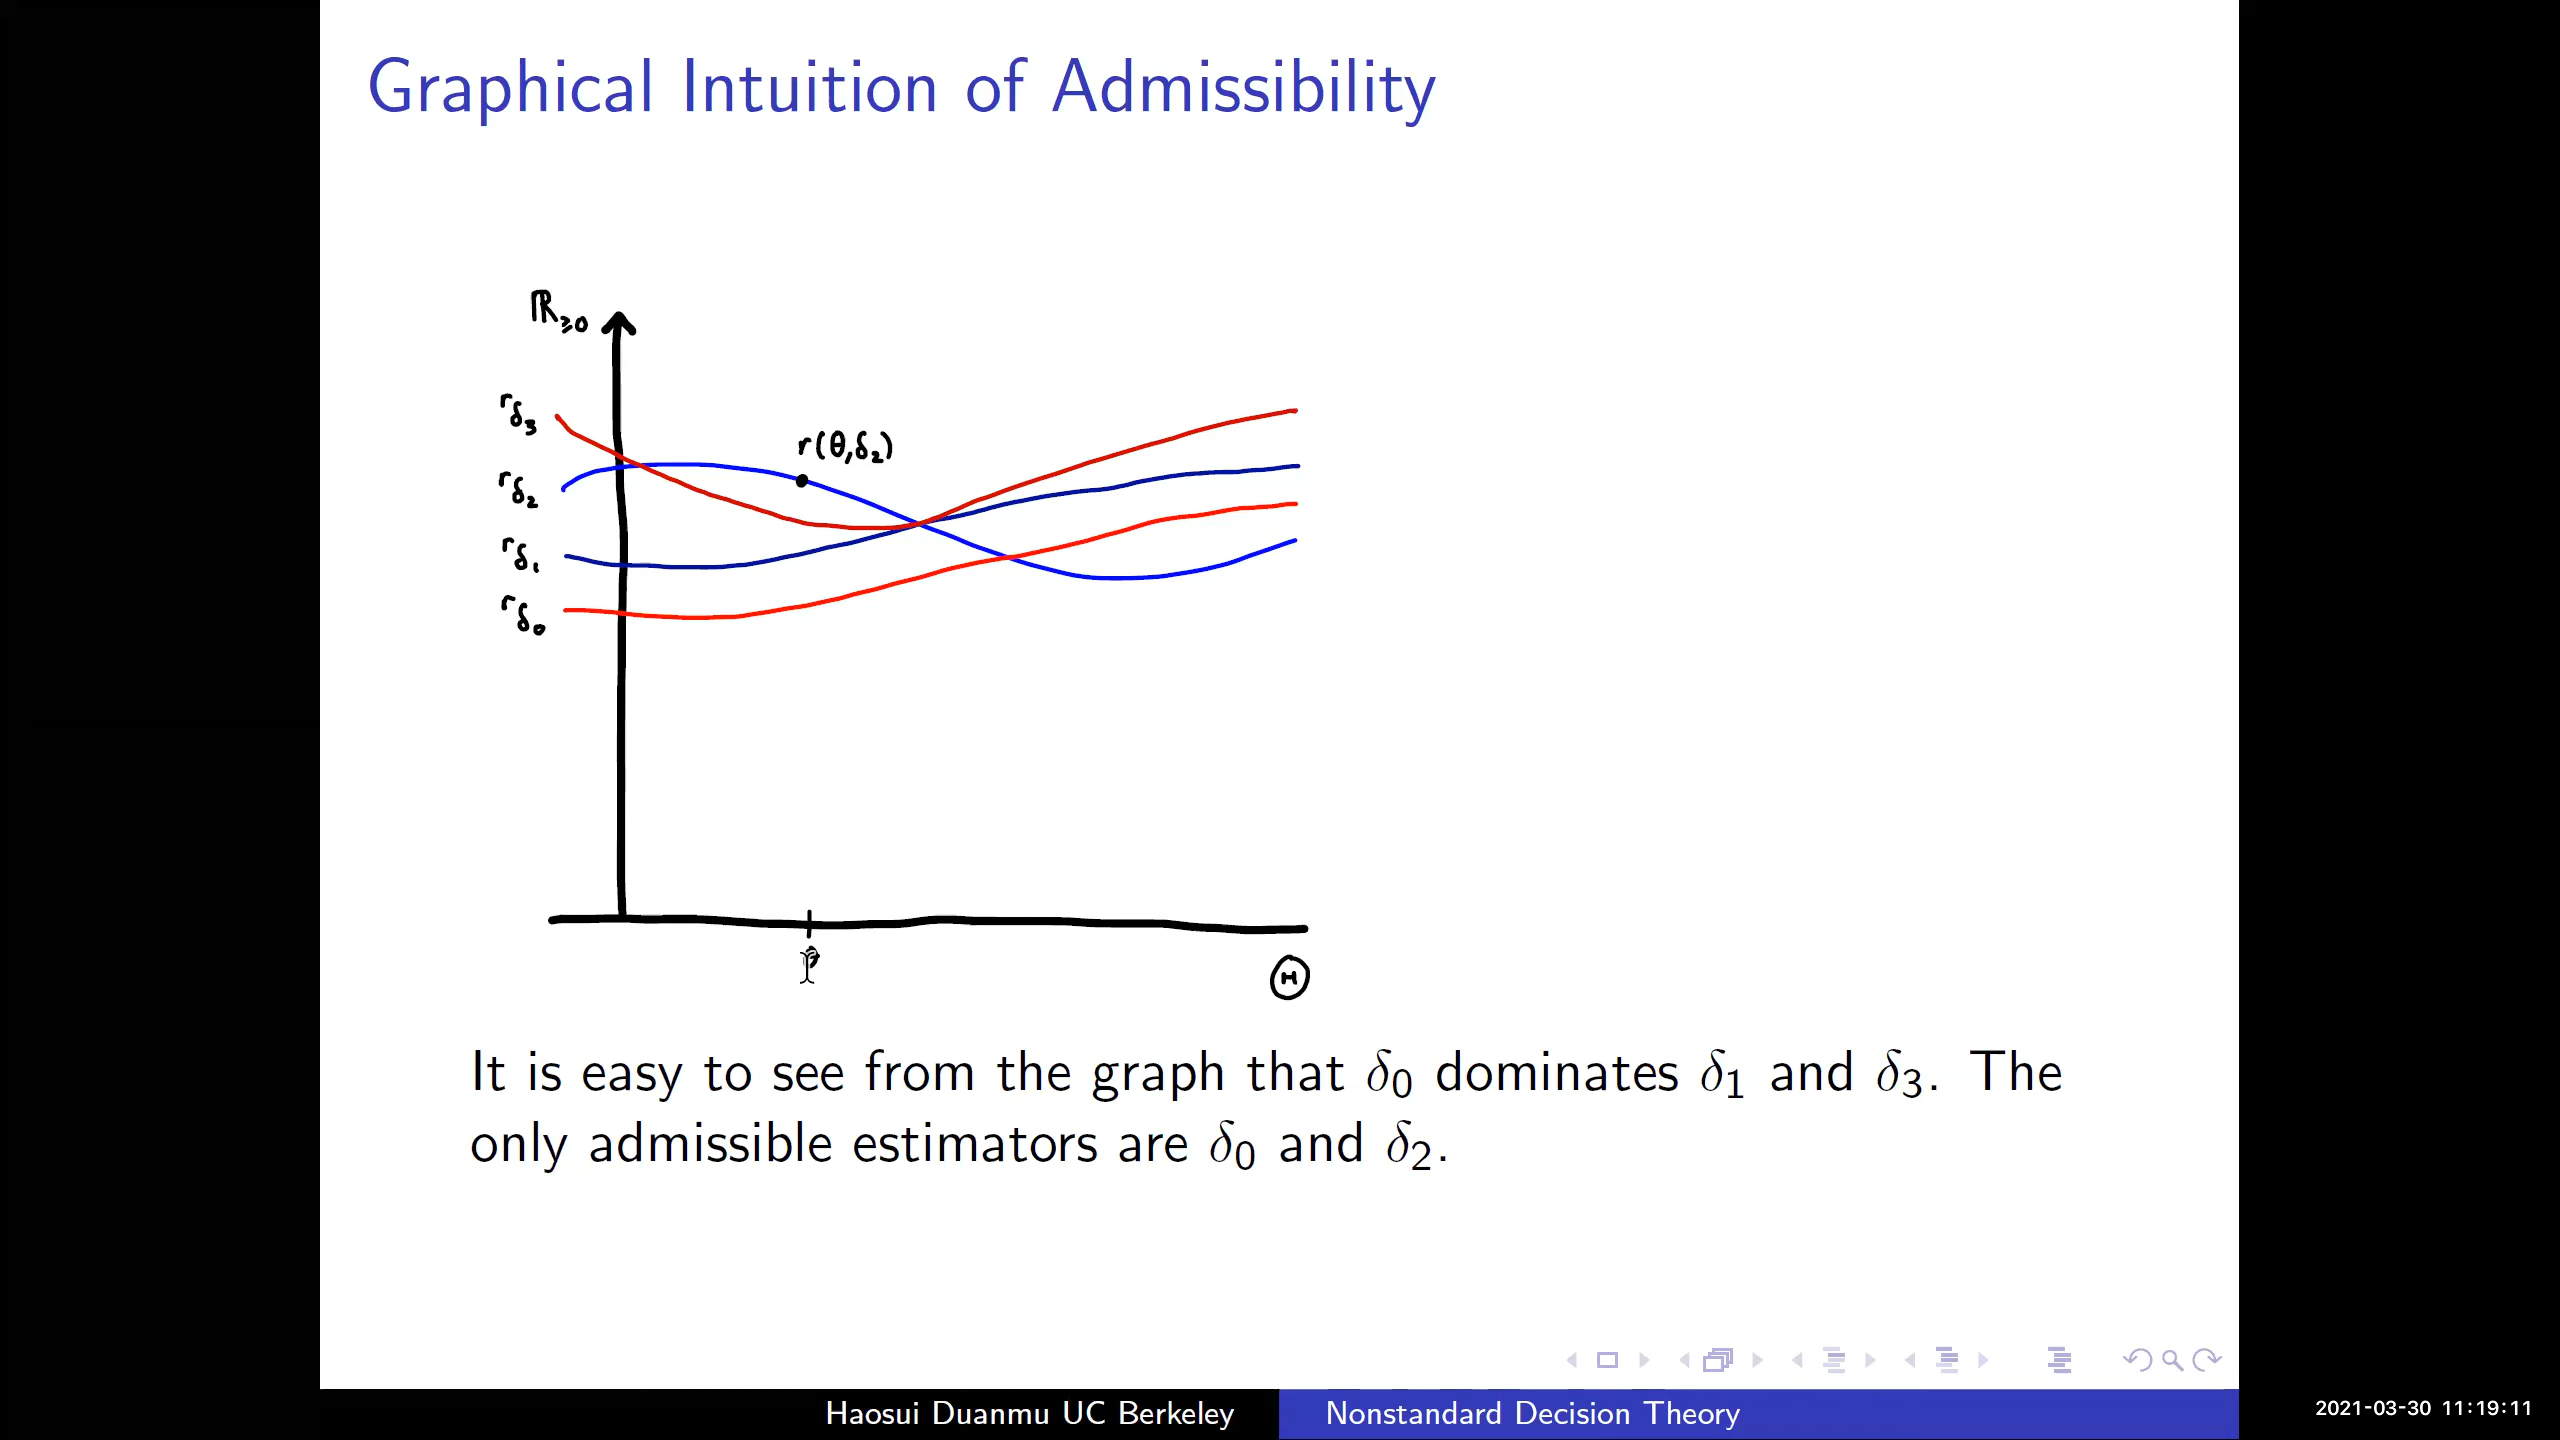 Graphical Intuition of Admissibility
ℝ≥0
rδ₃
r(θ,δ₂)
rδ₂
rδ₁
rδ₀
Θ
It is easy to see from the graph that δ₀ dominates δ₁ and δ₃. The
only admissible estimators are δ₀ and δ₂.
Haosui Duanmu UC Berkeley
Nonstandard Decision Theory
2021-03-30 11:19:11